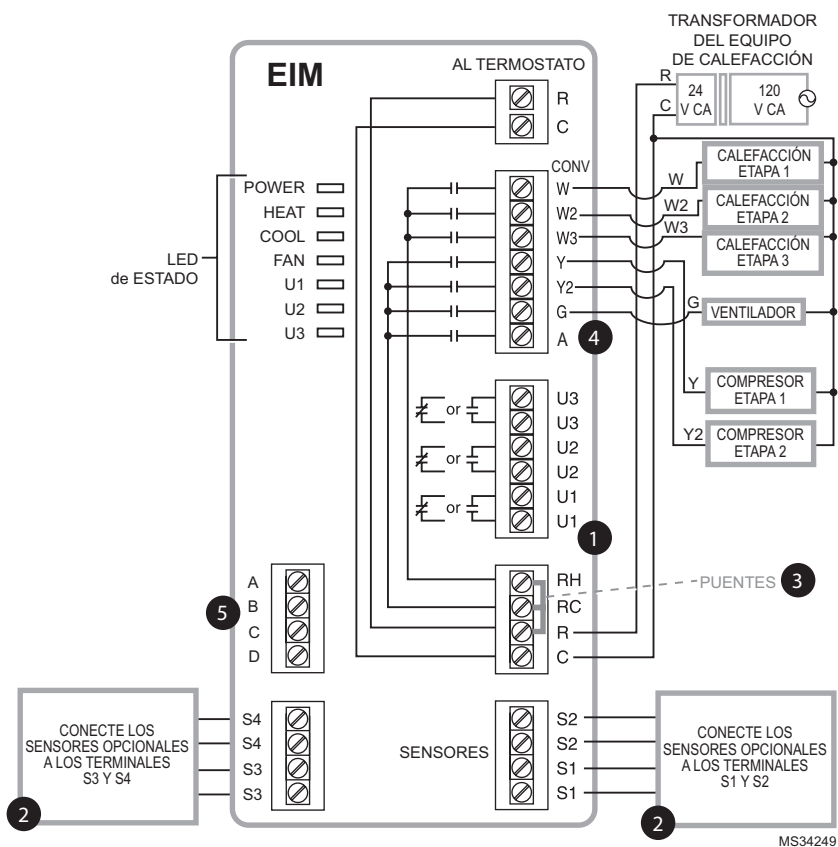 TRANSFORMADOR
DEL EQUIPO
DE CALEFACCIÓN
EIM
AL TERMOSTATO
R
C
R
C
24
V CA
120
V CA
LED
de ESTADO
POWER
HEAT
COOL
FAN
U1
U2
U3
CONV
W
W2
W3
Y
Y2
G
A
4
W
CALEFACCIÓN
ETAPA 1
W2
CALEFACCIÓN
ETAPA 2
W3
CALEFACCIÓN
ETAPA 3
G
VENTILADOR
Y
COMPRESOR
ETAPA 1
Y2
COMPRESOR
ETAPA 2
or
or
or
U3
U3
U2
U2
U1
U1
1
RH
RC
R
C
PUENTES
3
5
A
B
C
D
CONECTE LOS
SENSORES OPCIONALES
A LOS TERMINALES
S3 Y S4
2
S4
S4
S3
S3
SENSORES
S2
S2
S1
S1
CONECTE LOS
SENSORES OPCIONALES
A LOS TERMINALES
S1 Y S2
2
MS34249